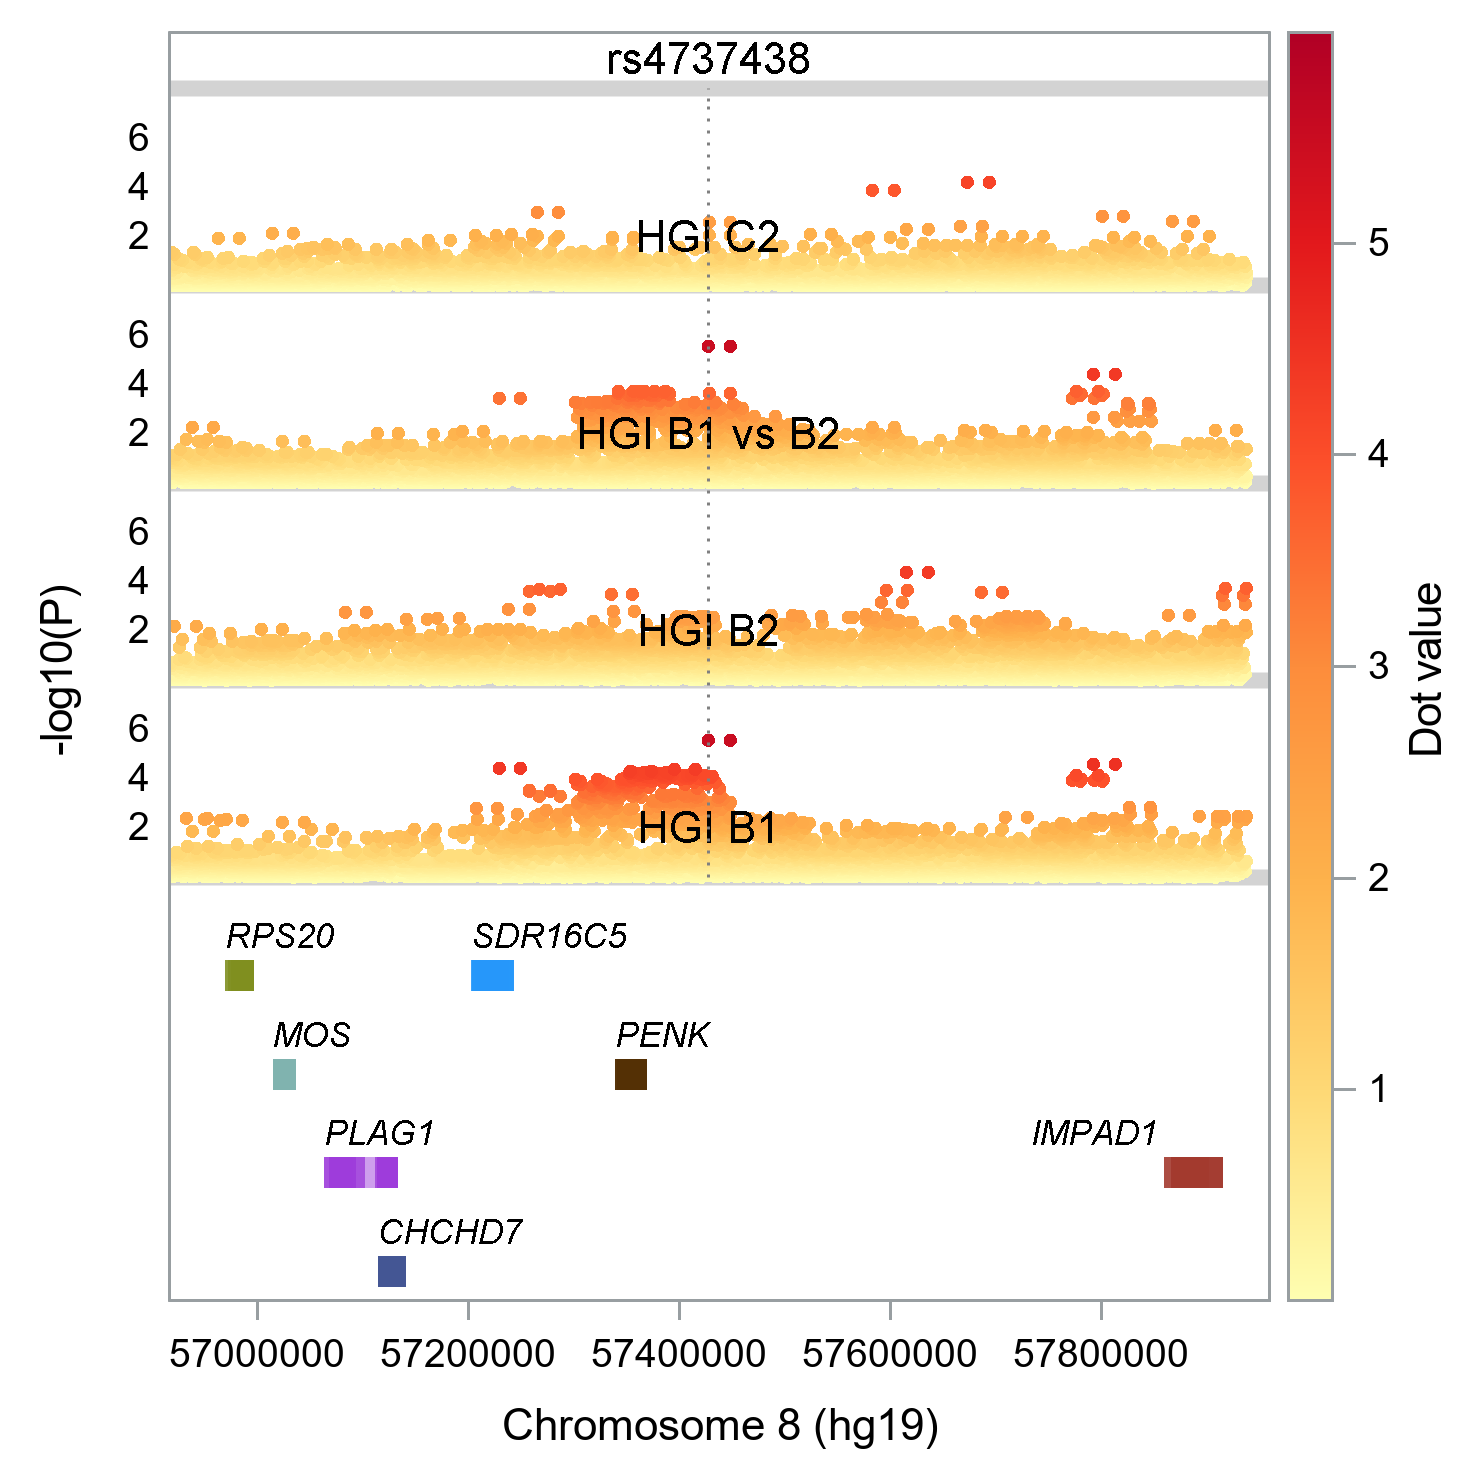 rs4737438
6
4
2
HGI C2
6
4
2
HGI B1 vs B2
6
4
2
HGI B2
6
4
2
HGI B1
-log10(P)
RPS20
SDR16C5
MOS
PENK
PLAG1
IMPAD1
CHCHD7
57000000 57200000 57400000 57600000 57800000
Chromosome 8 (hg19)
5
4
3
2
1
Dot value